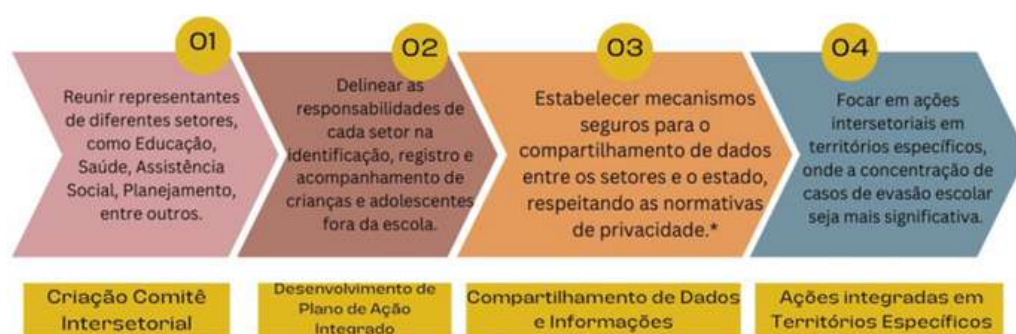 01
Reunir representantes
de diferentes setores,
como Educação,
Saúde, Assistência
Social, Planejamento,
entre outros.
Criação Comitê
Intersetorial
02
Delinear as
responsabilidades de
cada setor na
identificação, registro e
acompanhamento de
crianças e adolescentes
fora da escola.
Desenvolvimento de
Plano de Ação
Integrado
03
Estabelecer mecanismos
seguros para o
compartilhamento de dados
entre os setores e o estado,
respeitando as normativas
de privacidade.*
Compartilhamento de Dados
e Informações
04
Focar em ações
intersetoriais em
territórios específicos,
onde a concentração de
casos de evasão escolar
seja mais significativa.
Ações integradas em
Territórios Específicos